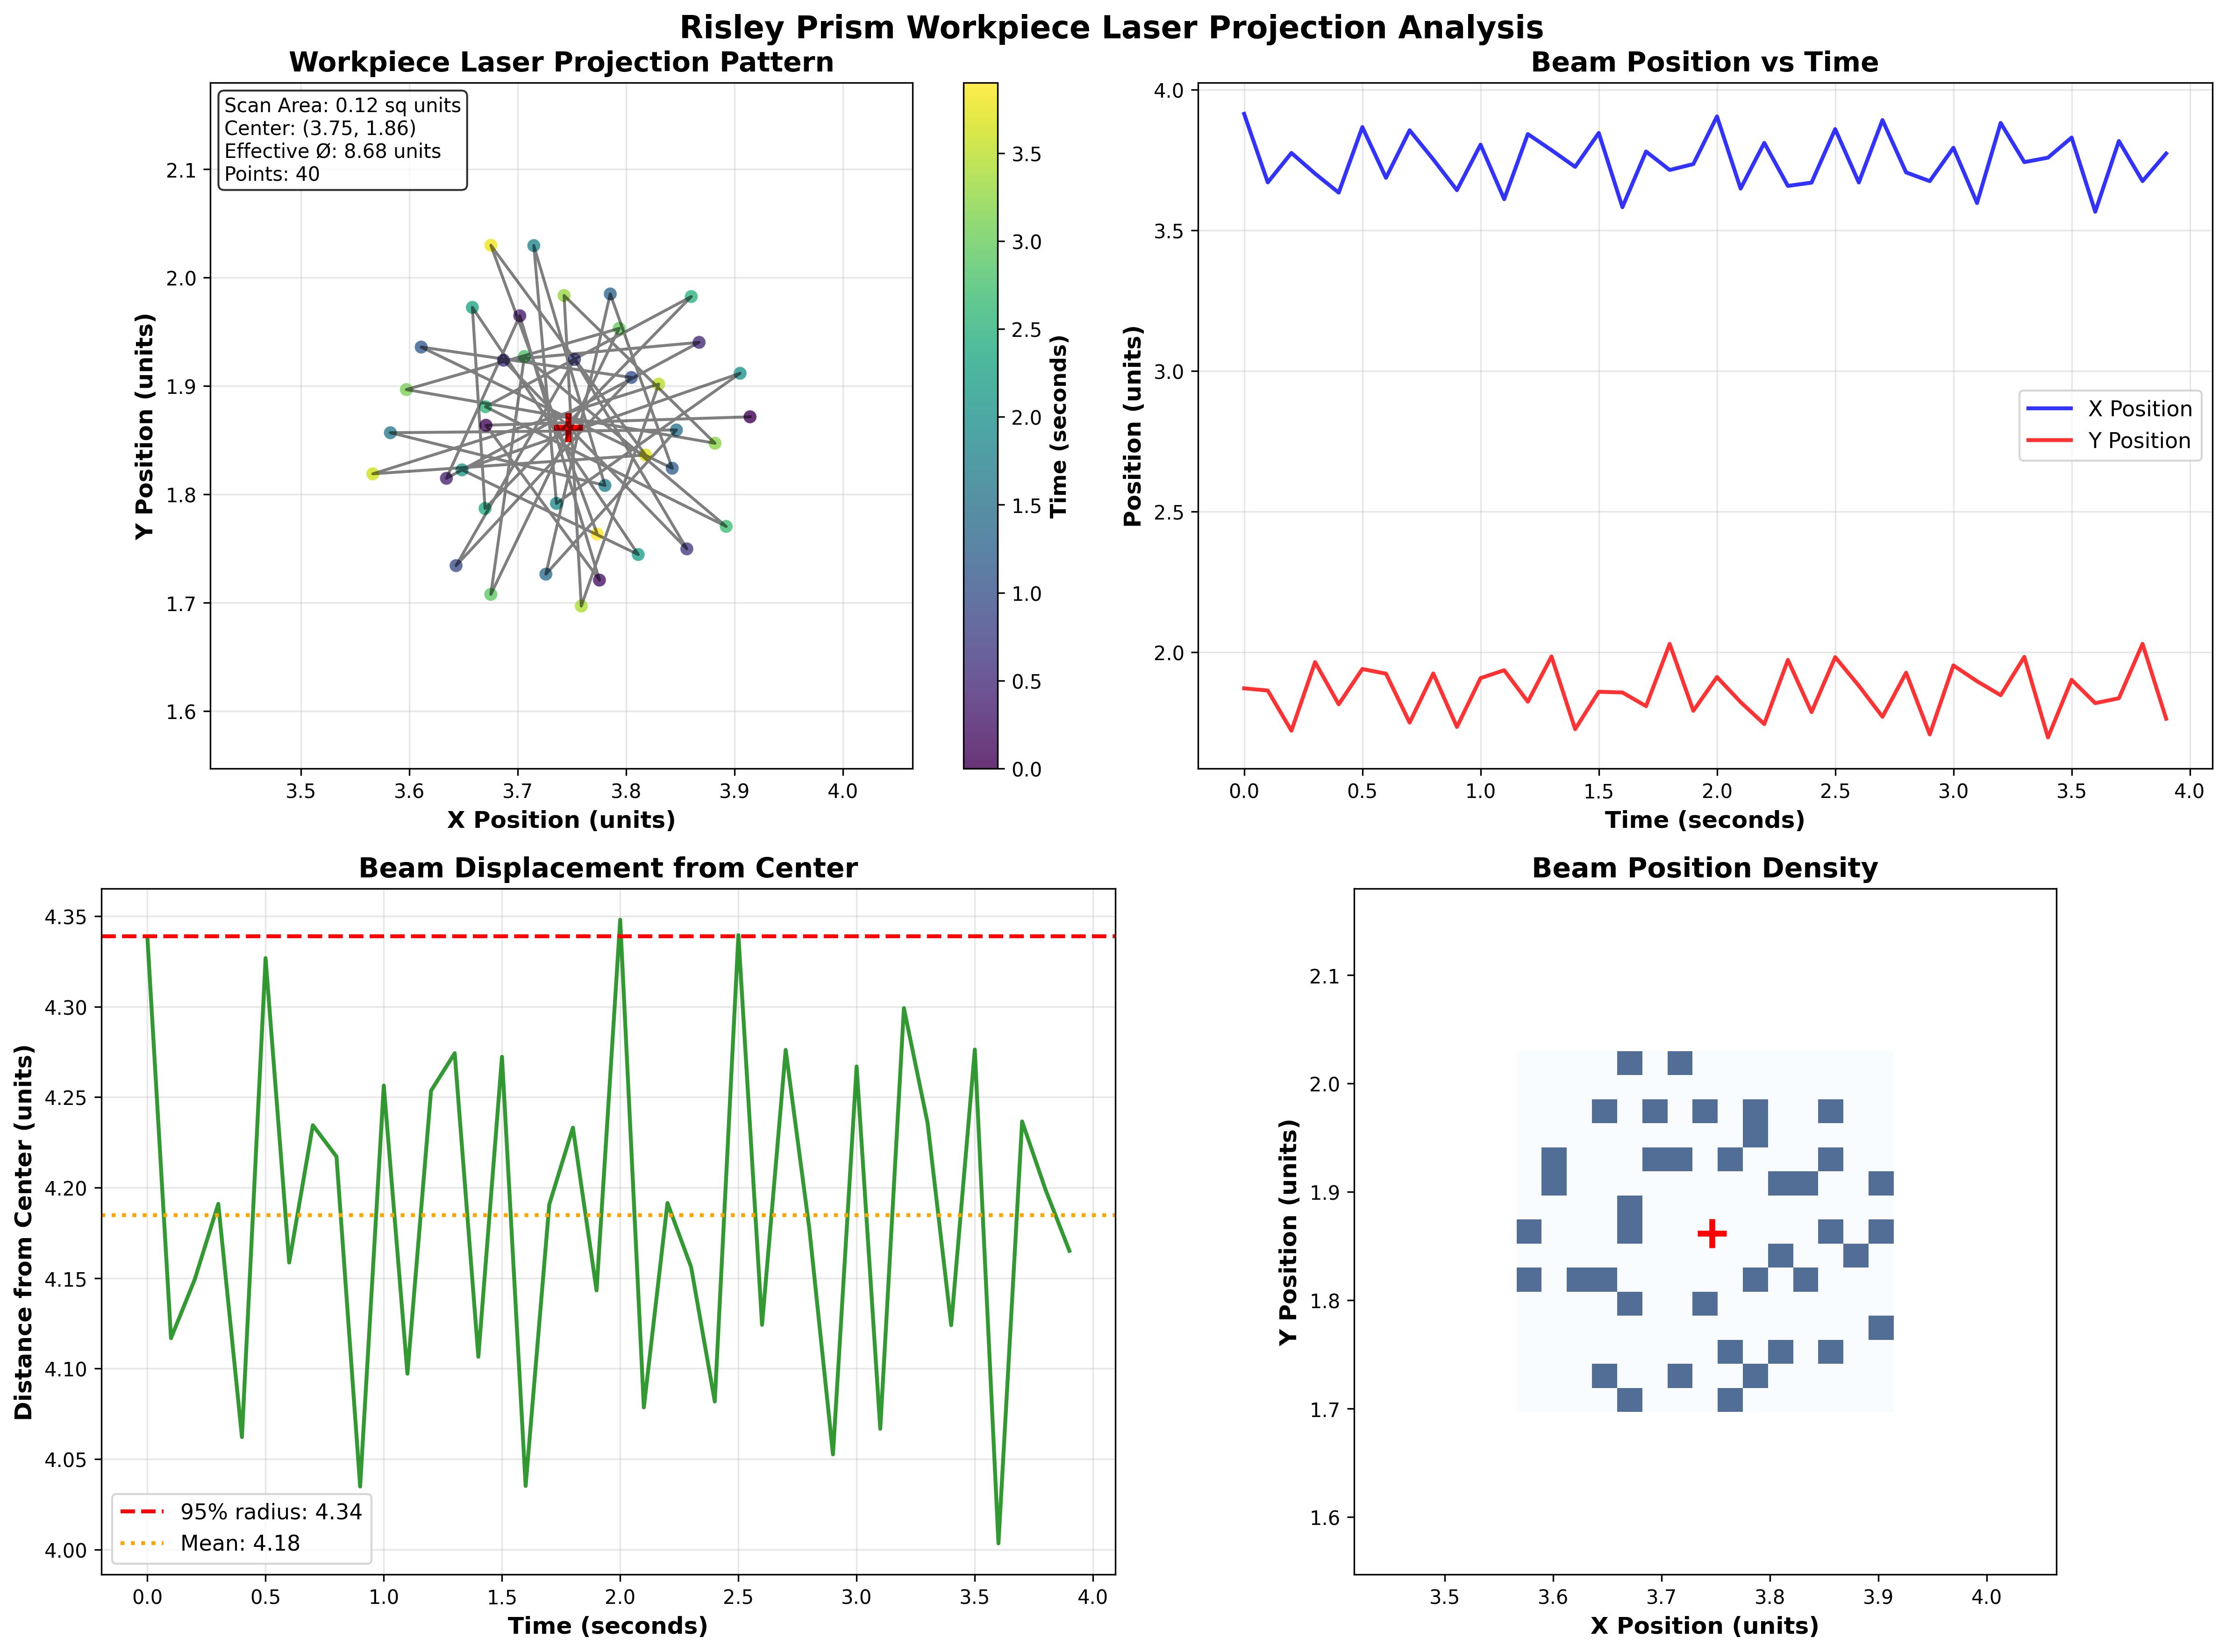 Risley Prism Workpiece Laser Projection Analysis
Workpiece Laser Projection Pattern
Scan Area: 0.12 sq units
Center: (3.75, 1.86)
Effective Ø: 8.68 units
Points: 40
2.1
2.0
1.9
1.8
1.7
1.6
Y Position (units)
3.5
3.6
3.7
3.8
3.9
4.0
X Position (units)
3.5
3.0
2.5
2.0
1.5
1.0
0.5
0.0
Time (seconds)
Beam Position vs Time
4.0
3.5
3.0
2.5
2.0
Position (units)
X Position
Y Position
0.0
0.5
1.0
1.5
2.0
2.5
3.0
3.5
4.0
Time (seconds)
Beam Displacement from Center
4.35
4.30
4.25
4.20
4.15
4.10
4.05
4.00
Distance from Center (units)
95% radius: 4.34
Mean: 4.18
0.0
0.5
1.0
1.5
2.0
2.5
3.0
3.5
4.0
Time (seconds)
Beam Position Density
2.1
2.0
1.9
1.8
1.7
1.6
Y Position (units)
3.5
3.6
3.7
3.8
3.9
4.0
X Position (units)